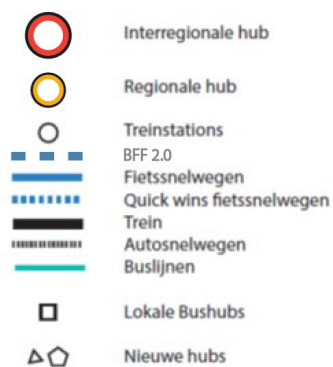 Interregionale hub
Regionale hub
Treinstations
BFF 2.0
Fietssnelwegen
Quick wins fietssnelwegen
Trein
Autosnelwegen
Buslijnen
Lokale Bushubs
Nieuwe hubs